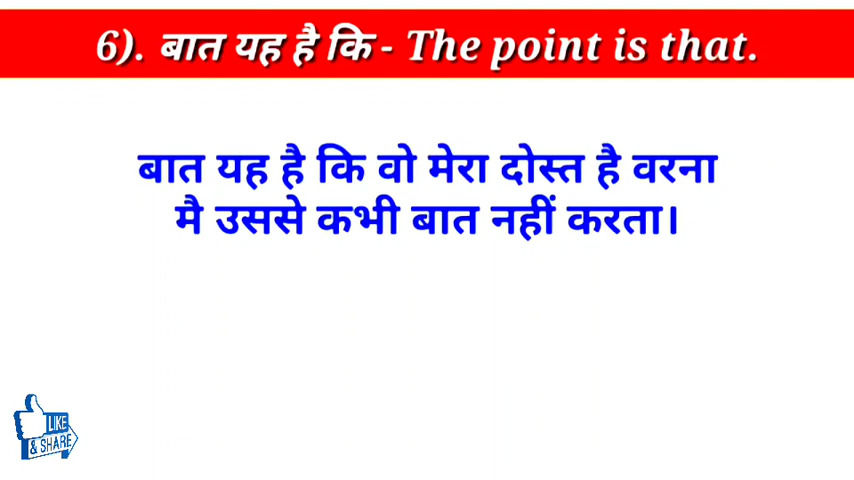 6). बात यह है कि - The point is that.
बात यह है कि वो मेरा दोस्त है वरना
मै उससे कभी बात नहीं करता।
LIKE
& SHARE